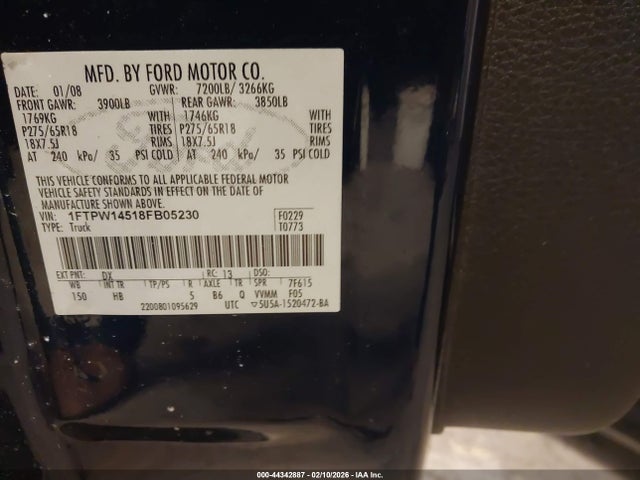 MFD. BY FORD MOTOR CO.
DATE: 01/08 GVWR: 7200LB/ 3266KG
FRONT GAWR: 3900LB REAR GAWR: 3850LB
1769KG WITH 1746KG WITH
P275/65R18 TIRES P275/65R18 TIRES
18X7.5J RIMS 18X7.5J RIMS
AT 240 kPa/ 35 PSI COLD AT 240 kPa/ 35 PSI COLD
THIS VEHICLE CONFORMS TO ALL APPLICABLE FEDERAL MOTOR
VEHICLE SAFETY STANDARDS IN EFFECT ON THE DATE OF
MANUFACTURE SHOWN ABOVE.
VIN: 1FTPW14518FB05230 F0229
TYPE: Truck T0773
EXT PNT: DX RC: 13 DSO:
WB INT TR TP/PS R AXLE TR SPR 7F615
150 HB 5 B6 Q VVMM F05
2200801095629 UTC ▽5U5A-1520472-BA
000-44342887 - 02/10/2026 - IAA Inc.